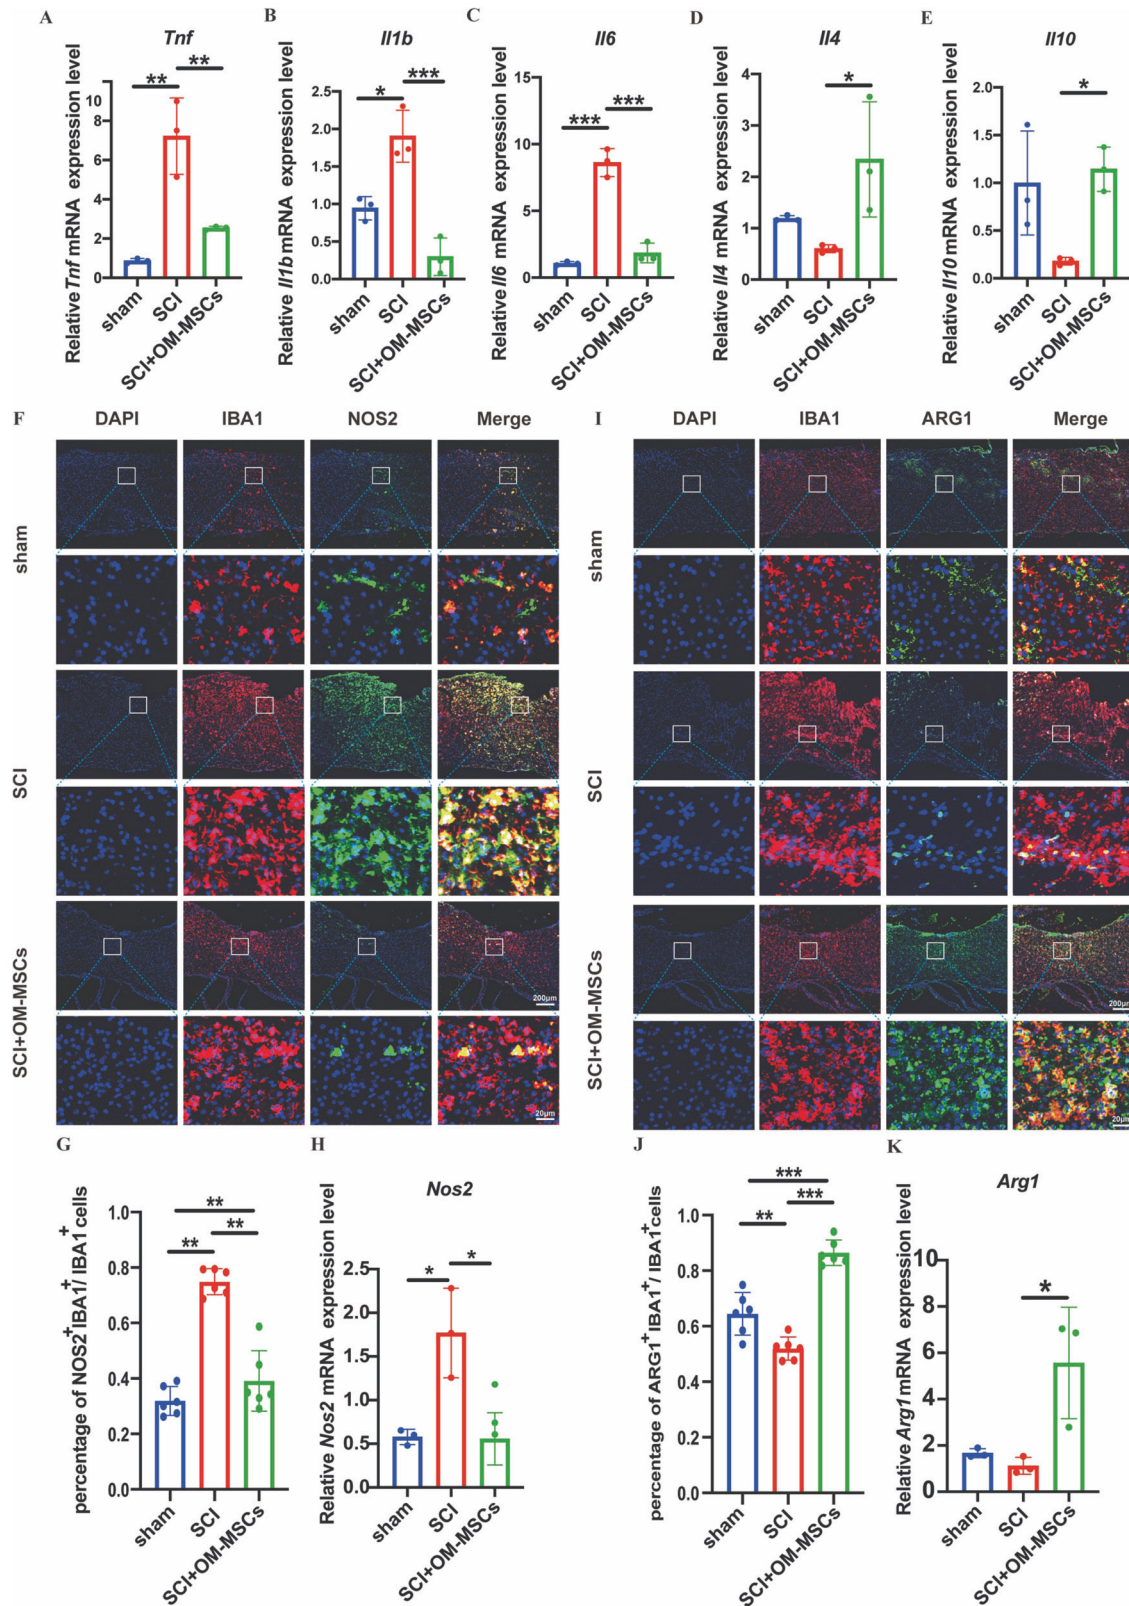 A
Tnf
Relative Tnf mRNA expression level
** **
10
8
6
4
2
0
sham
SCI
SCI+OM-MSCs
B
Il1b
Relative Il1b mRNA expression level
* ***
2.5
2.0
1.5
1.0
0.5
0.0
sham
SCI
SCI+OM-MSCs
C
Il6
Relative Il6 mRNA expression level
*** ***
15
10
5
0
sham
SCI
SCI+OM-MSCs
D
Il4
Relative Il4 mRNA expression level
*
4
3
2
1
0
sham
SCI
SCI+OM-MSCs
E
Il10
Relative Il10 mRNA expression level
*
2.0
1.5
1.0
0.5
0.0
sham
SCI
SCI+OM-MSCs
F
DAPI IBA1 NOS2 Merge
sham
SCI
SCI+OM-MSCs
200μm
20μm
I
DAPI IBA1 ARG1 Merge
sham
SCI
SCI+OM-MSCs
200μm
20μm
G
percentage of NOS2+IBA1+/ IBA1+ cells
**
** **
1.0
0.8
0.6
0.4
0.2
0.0
sham
SCI
SCI+OM-MSCs
H
Nos2
Relative Nos2 mRNA expression level
* *
2.5
2.0
1.5
1.0
0.5
0.0
sham
SCI
SCI+OM-MSCs
J
percentage of ARG1+IBA1+/ IBA1+cells
***
** ***
1.0
0.8
0.6
0.4
0.2
0.0
sham
SCI
SCI+OM-MSCs
K
Arg1
Relative Arg1 mRNA expression level
*
10
8
6
4
2
0
sham
SCI
SCI+OM-MSCs